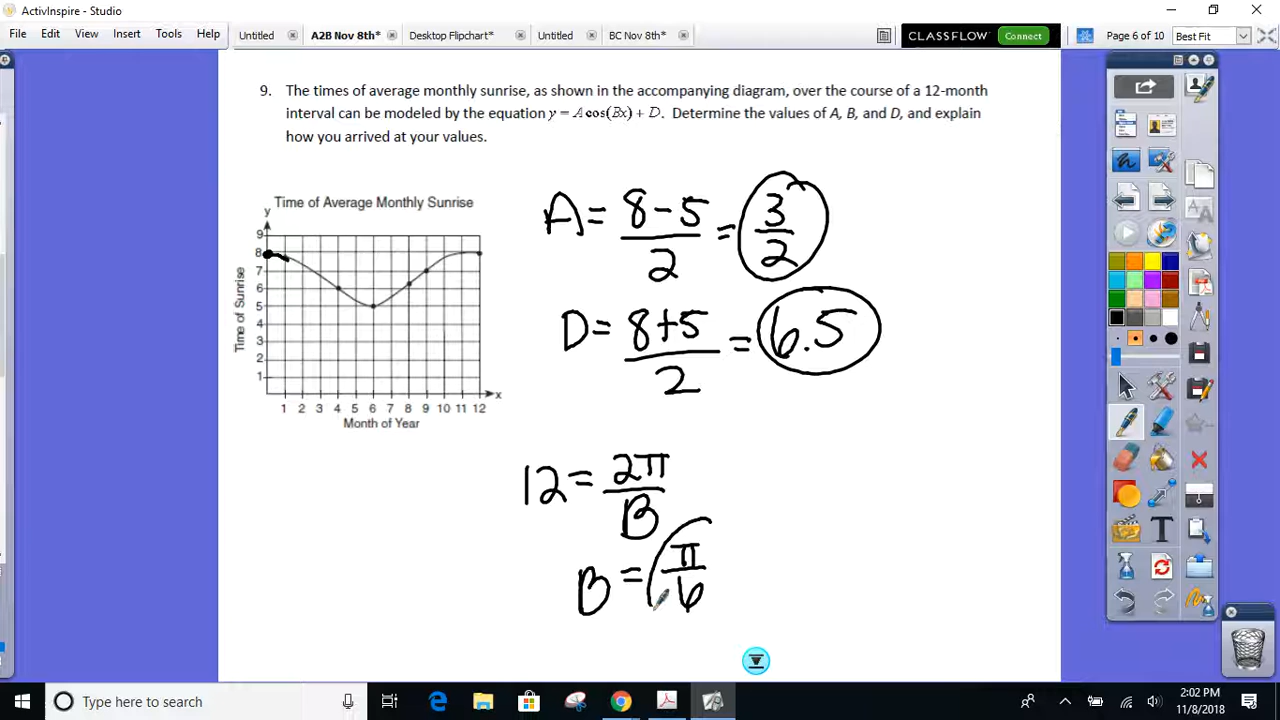 ActivInspire - Studio
File Edit View Insert Tools Help
Untitled A2B Nov 8th* Desktop Flipchart* Untitled BC Nov 8th*
CLASSFLOW Connect
Page 6 of 10 Best Fit
9. The times of average monthly sunrise, as shown in the accompanying diagram, over the course of a 12-month
interval can be modeled by the equation y = A cos(Bx) + D. Determine the values of A, B, and D, and explain
how you arrived at your values.
Time of Average Monthly Sunrise
y
9
8
7
6
5
4
3
2
1
Time of Sunrise
1 2 3 4 5 6 7 8 9 10 11 12 x
Month of Year
A = 8-5/2 = 3/2
D = 8+5/2 = 6.5
12 = 2π/B
B = π/6
Type here to search
2:02 PM
11/8/2018